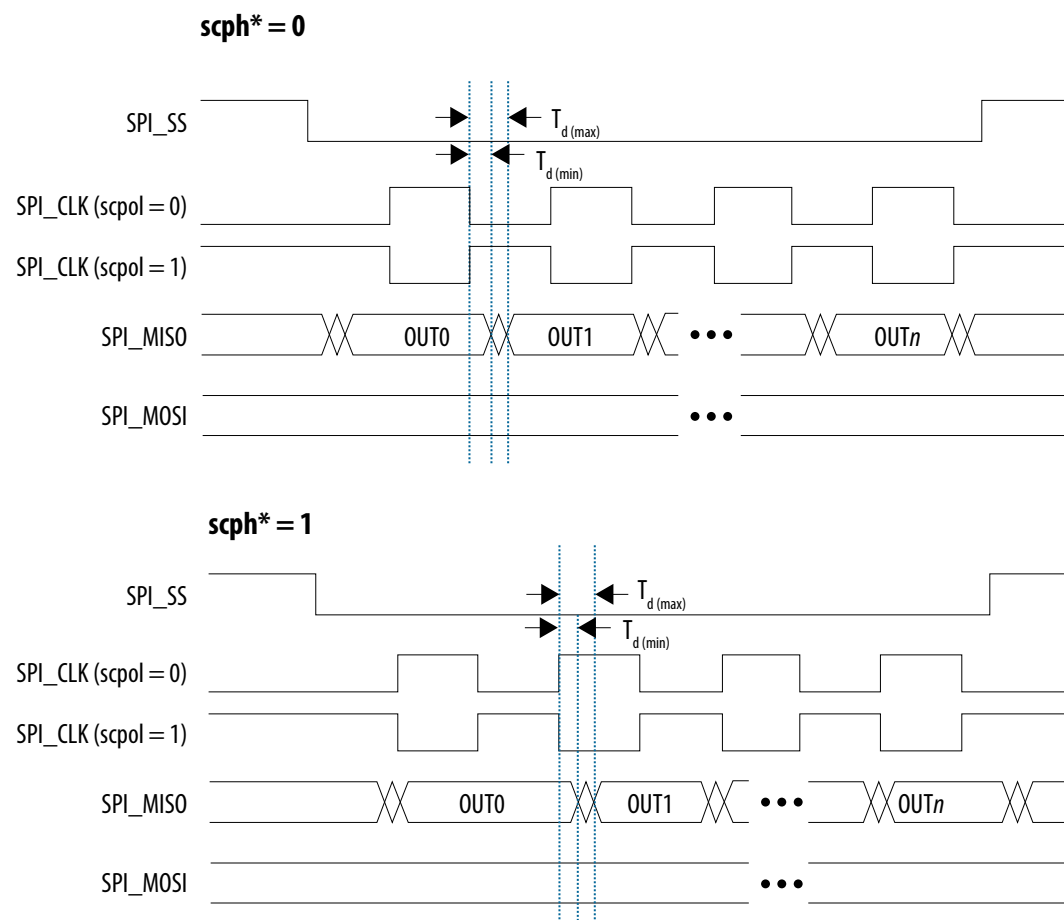 scph* = 0
SPI_SS
T d (max)
T d (min)
SPI_CLK (scpol = 0)
SPI_CLK (scpol = 1)
SPI_MISO
OUT0
OUT1
•••
OUTn
SPI_MOSI
•••
scph* = 1
SPI_SS
T d (max)
T d (min)
SPI_CLK (scpol = 0)
SPI_CLK (scpol = 1)
SPI_MISO
OUT0
OUT1
•••
OUTn
SPI_MOSI
•••